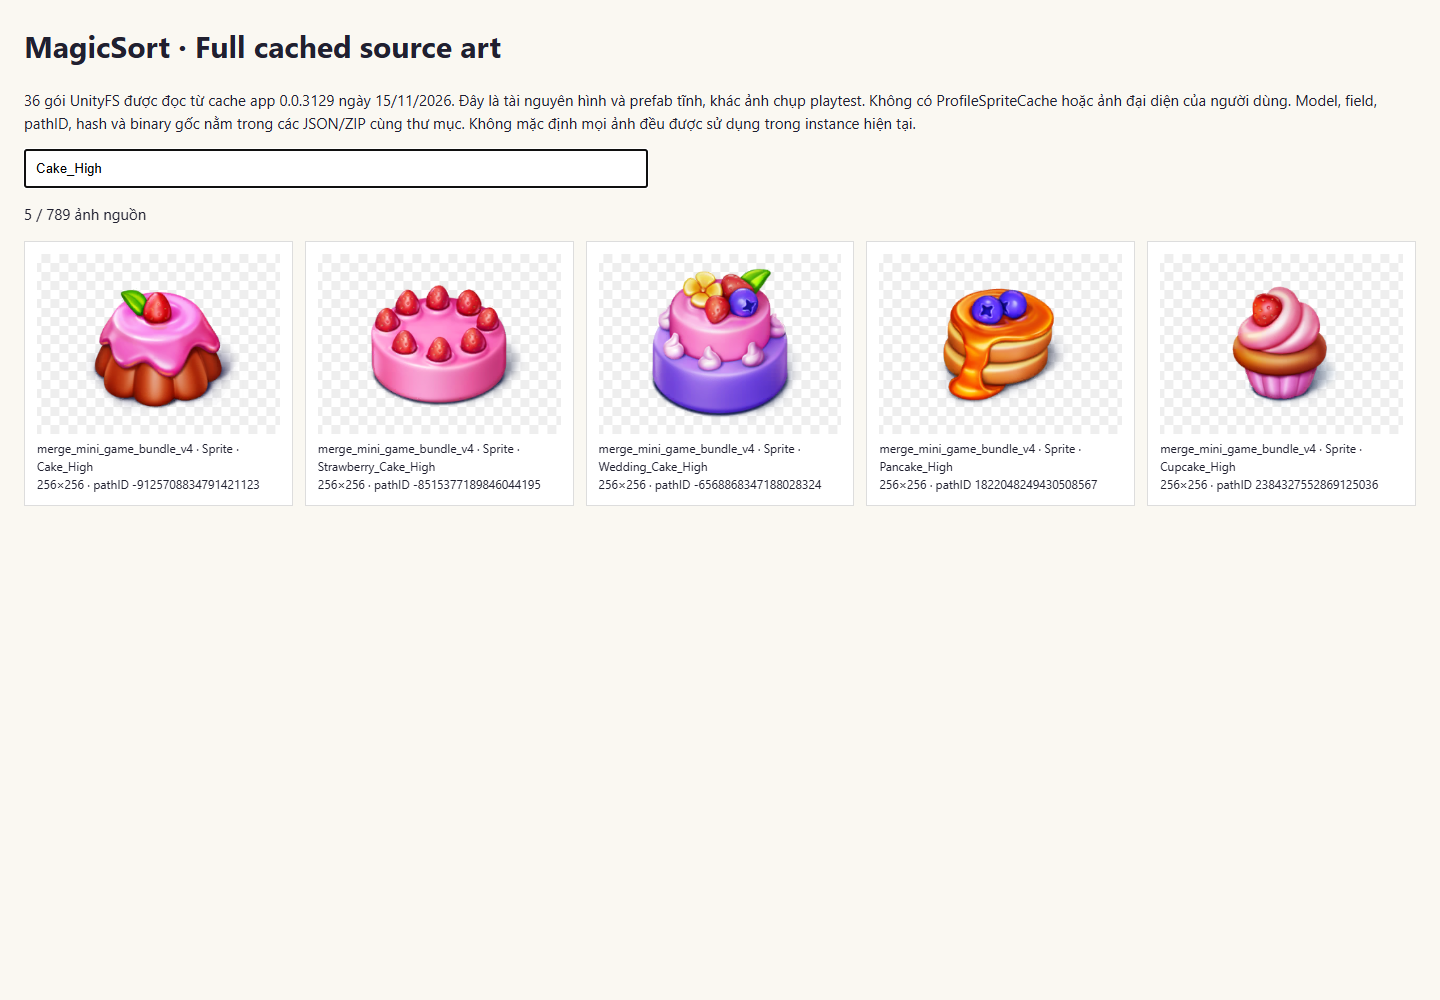 MagicSort · Full cached source art
36 gói UnityFS được đọc từ cache app 0.0.3129 ngày 15/11/2026. Đây là tài nguyên hình và prefab tĩnh, khác ảnh chụp playtest. Không có ProfileSpriteCache hoặc ảnh đại diện của người dùng. Model, field,
pathID, hash và binary gốc nằm trong các JSON/ZIP cùng thư mục. Không mặc định mọi ảnh đều được sử dụng trong instance hiện tại.
Cake_High
5 / 789 ảnh nguồn
merge_mini_game_bundle_v4 · Sprite ·
Cake_High
256×256 · pathID -9125708834791421123
merge_mini_game_bundle_v4 · Sprite ·
Strawberry_Cake_High
256×256 · pathID -8515377189846044195
merge_mini_game_bundle_v4 · Sprite ·
Wedding_Cake_High
256×256 · pathID -6568868347188028324
merge_mini_game_bundle_v4 · Sprite ·
Pancake_High
256×256 · pathID 1822048249430508567
merge_mini_game_bundle_v4 · Sprite ·
Cupcake_High
256×256 · pathID 2384327552869125036